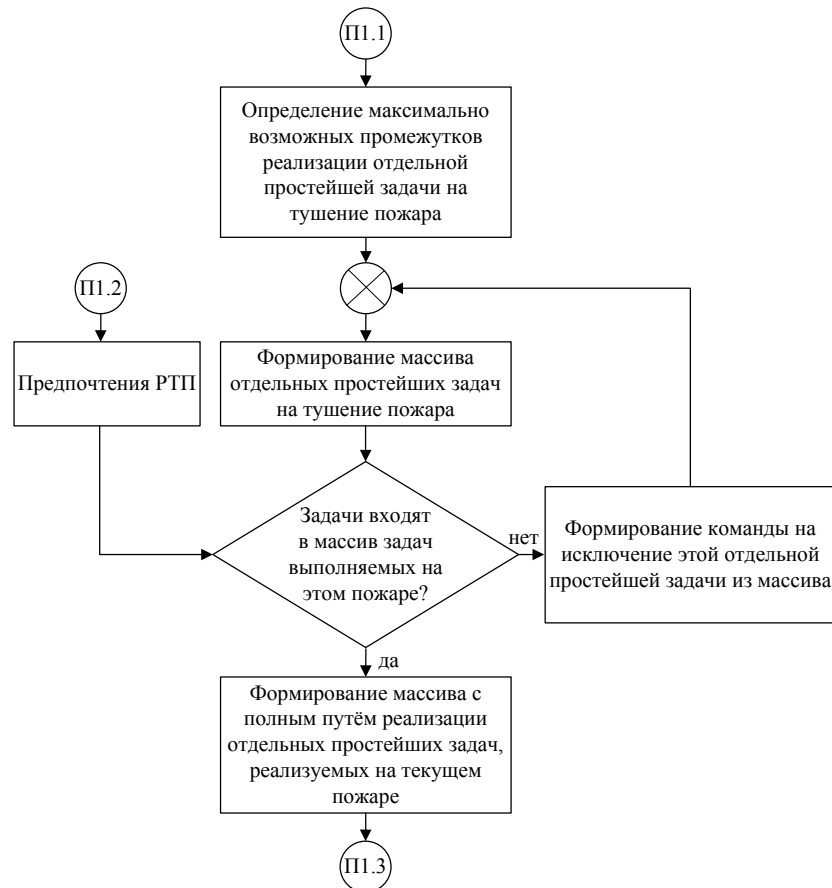 П1.1
Определение максимально
возможных промежутков
реализации отдельной
простейшей задачи на
тушение пожара
П1.2
Предпочтения РТП
Формирование массива
отдельных простейших задач
на тушение пожара
Задачи входят
в массив задач
выполняемых на
этом пожаре?
нет
Формирование команды на
исключение этой отдельной
простейшей задачи из массива
да
Формирование массива с
полным путём реализации
отдельных простейших задач,
реализуемых на текущем
пожаре
П1.3